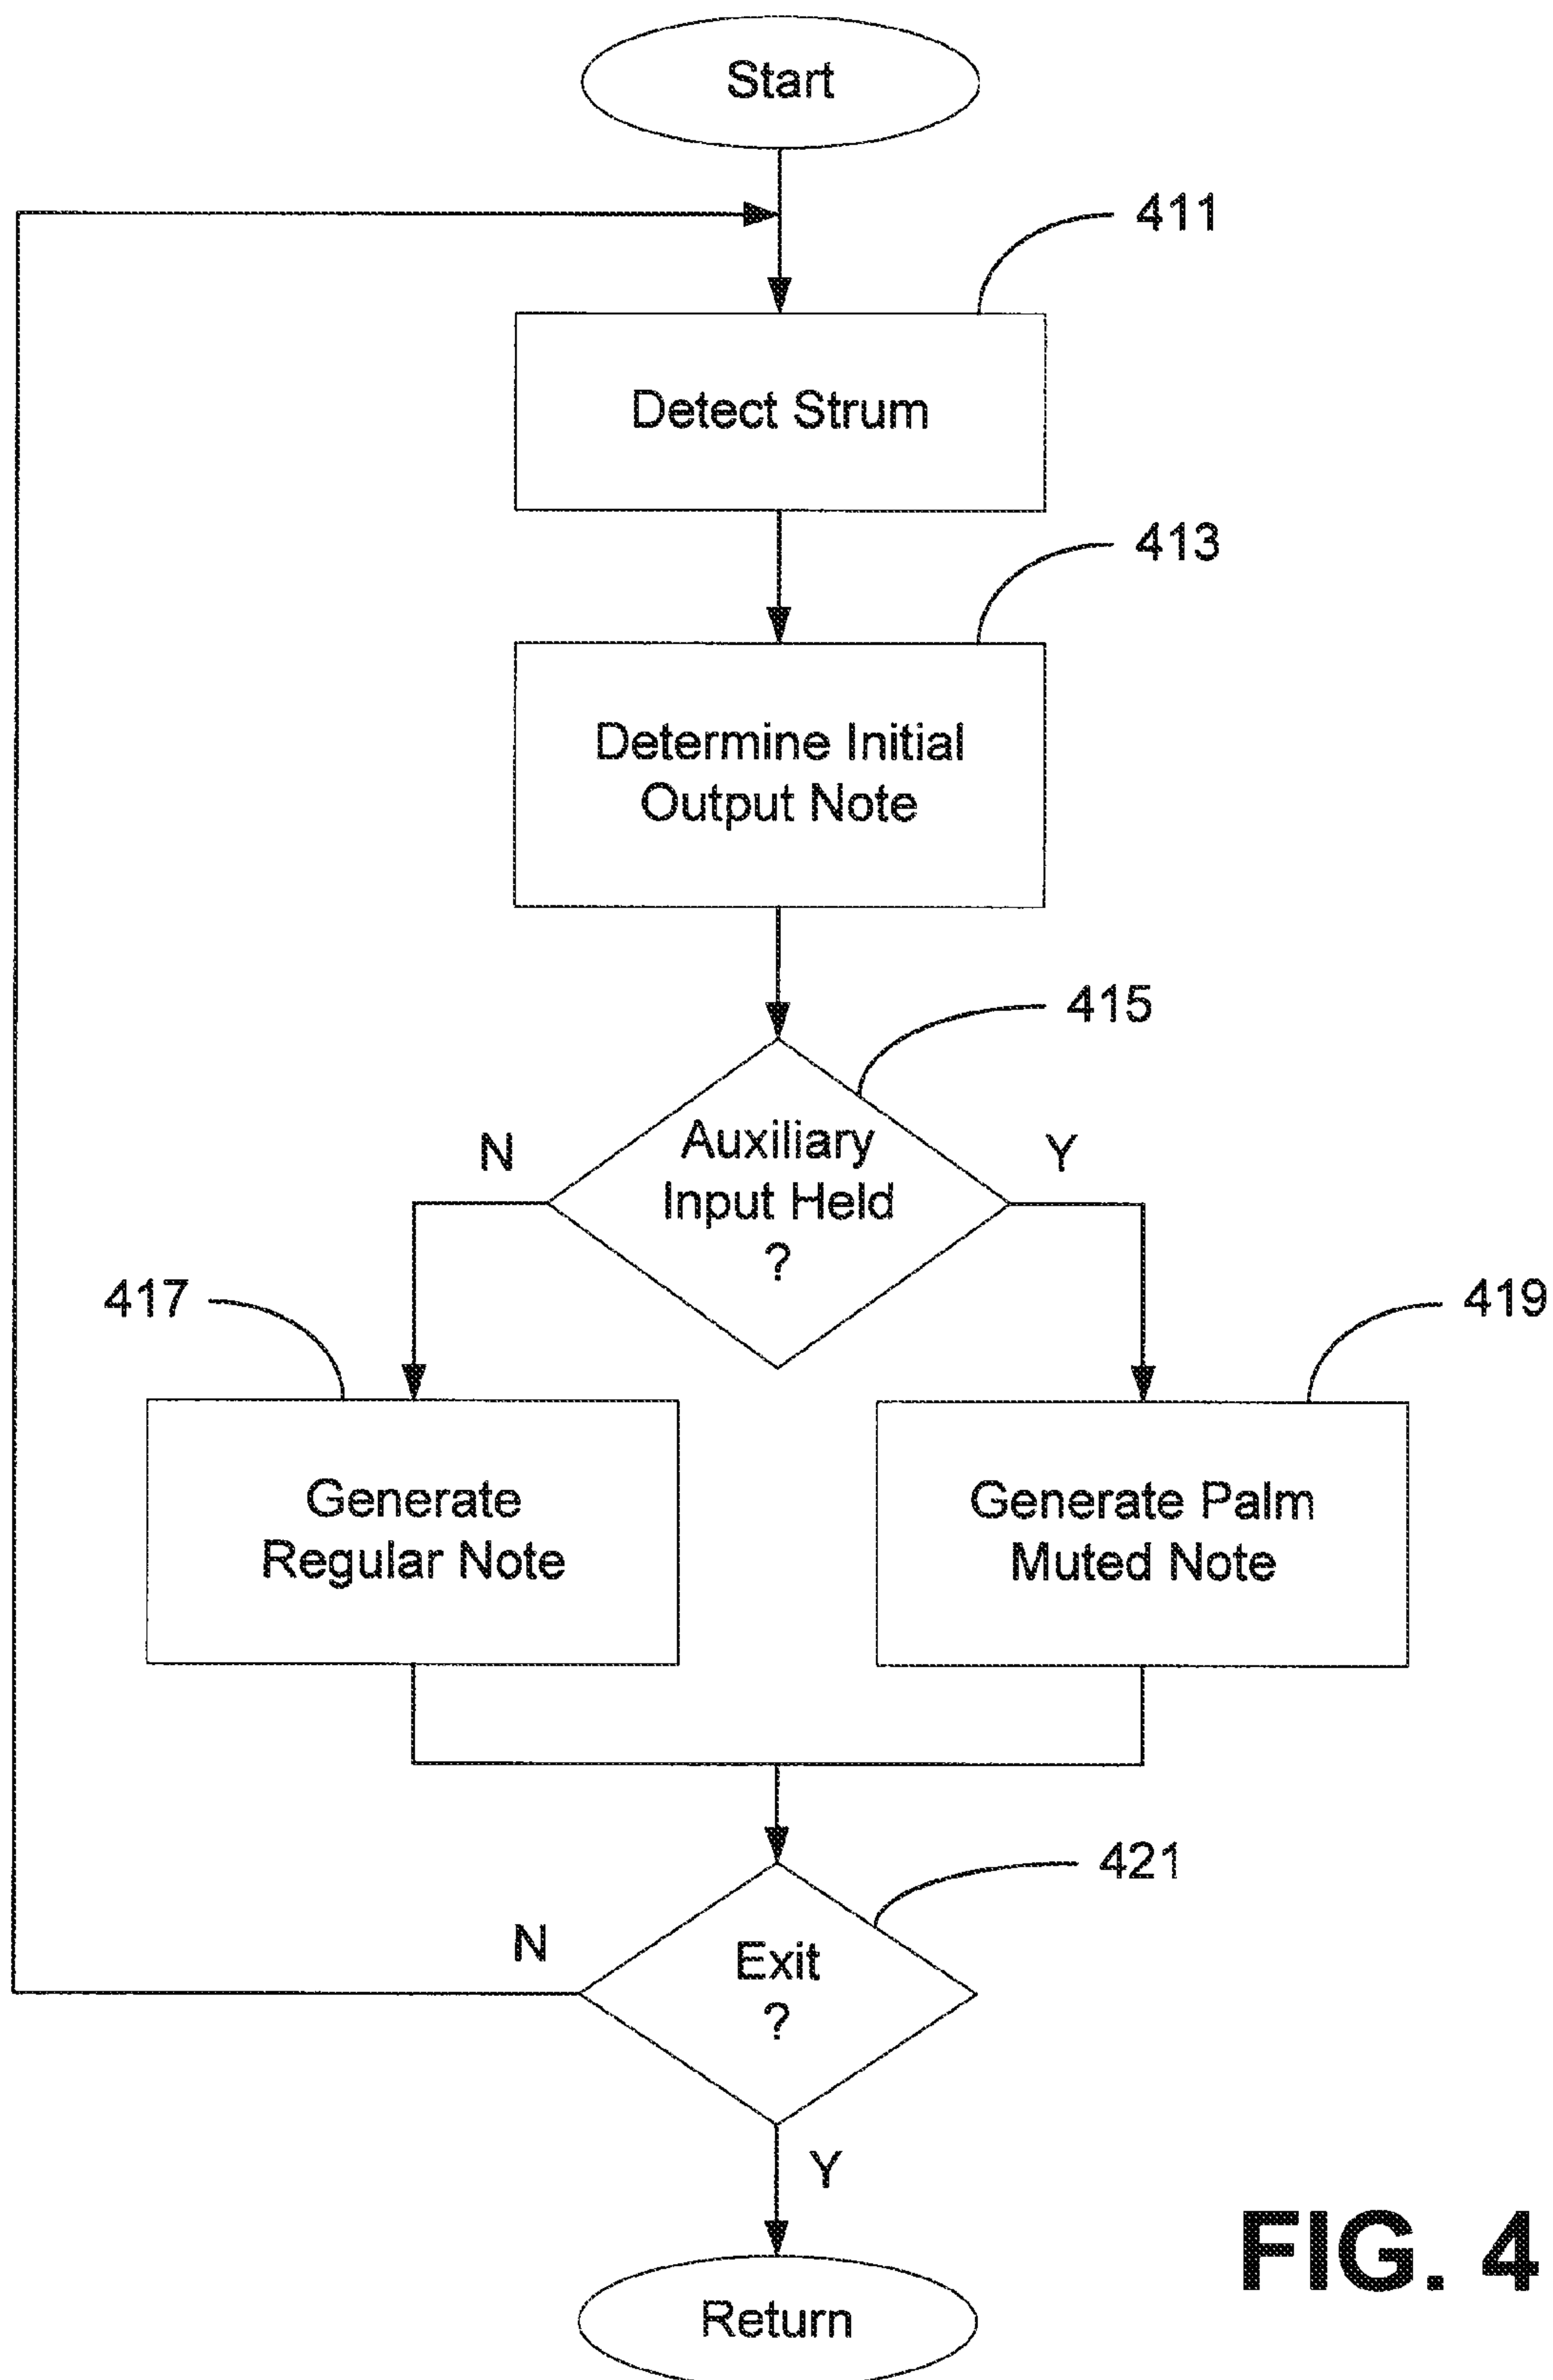 Start
411
Detect Strum
413
Determine Initial
Output Note
415
Auxiliary
Input Held
?
N
Y
417
419
Generate
Regular Note
Generate Palm
Muted Note
421
Exit
?
N
Y
Return
FIG. 4